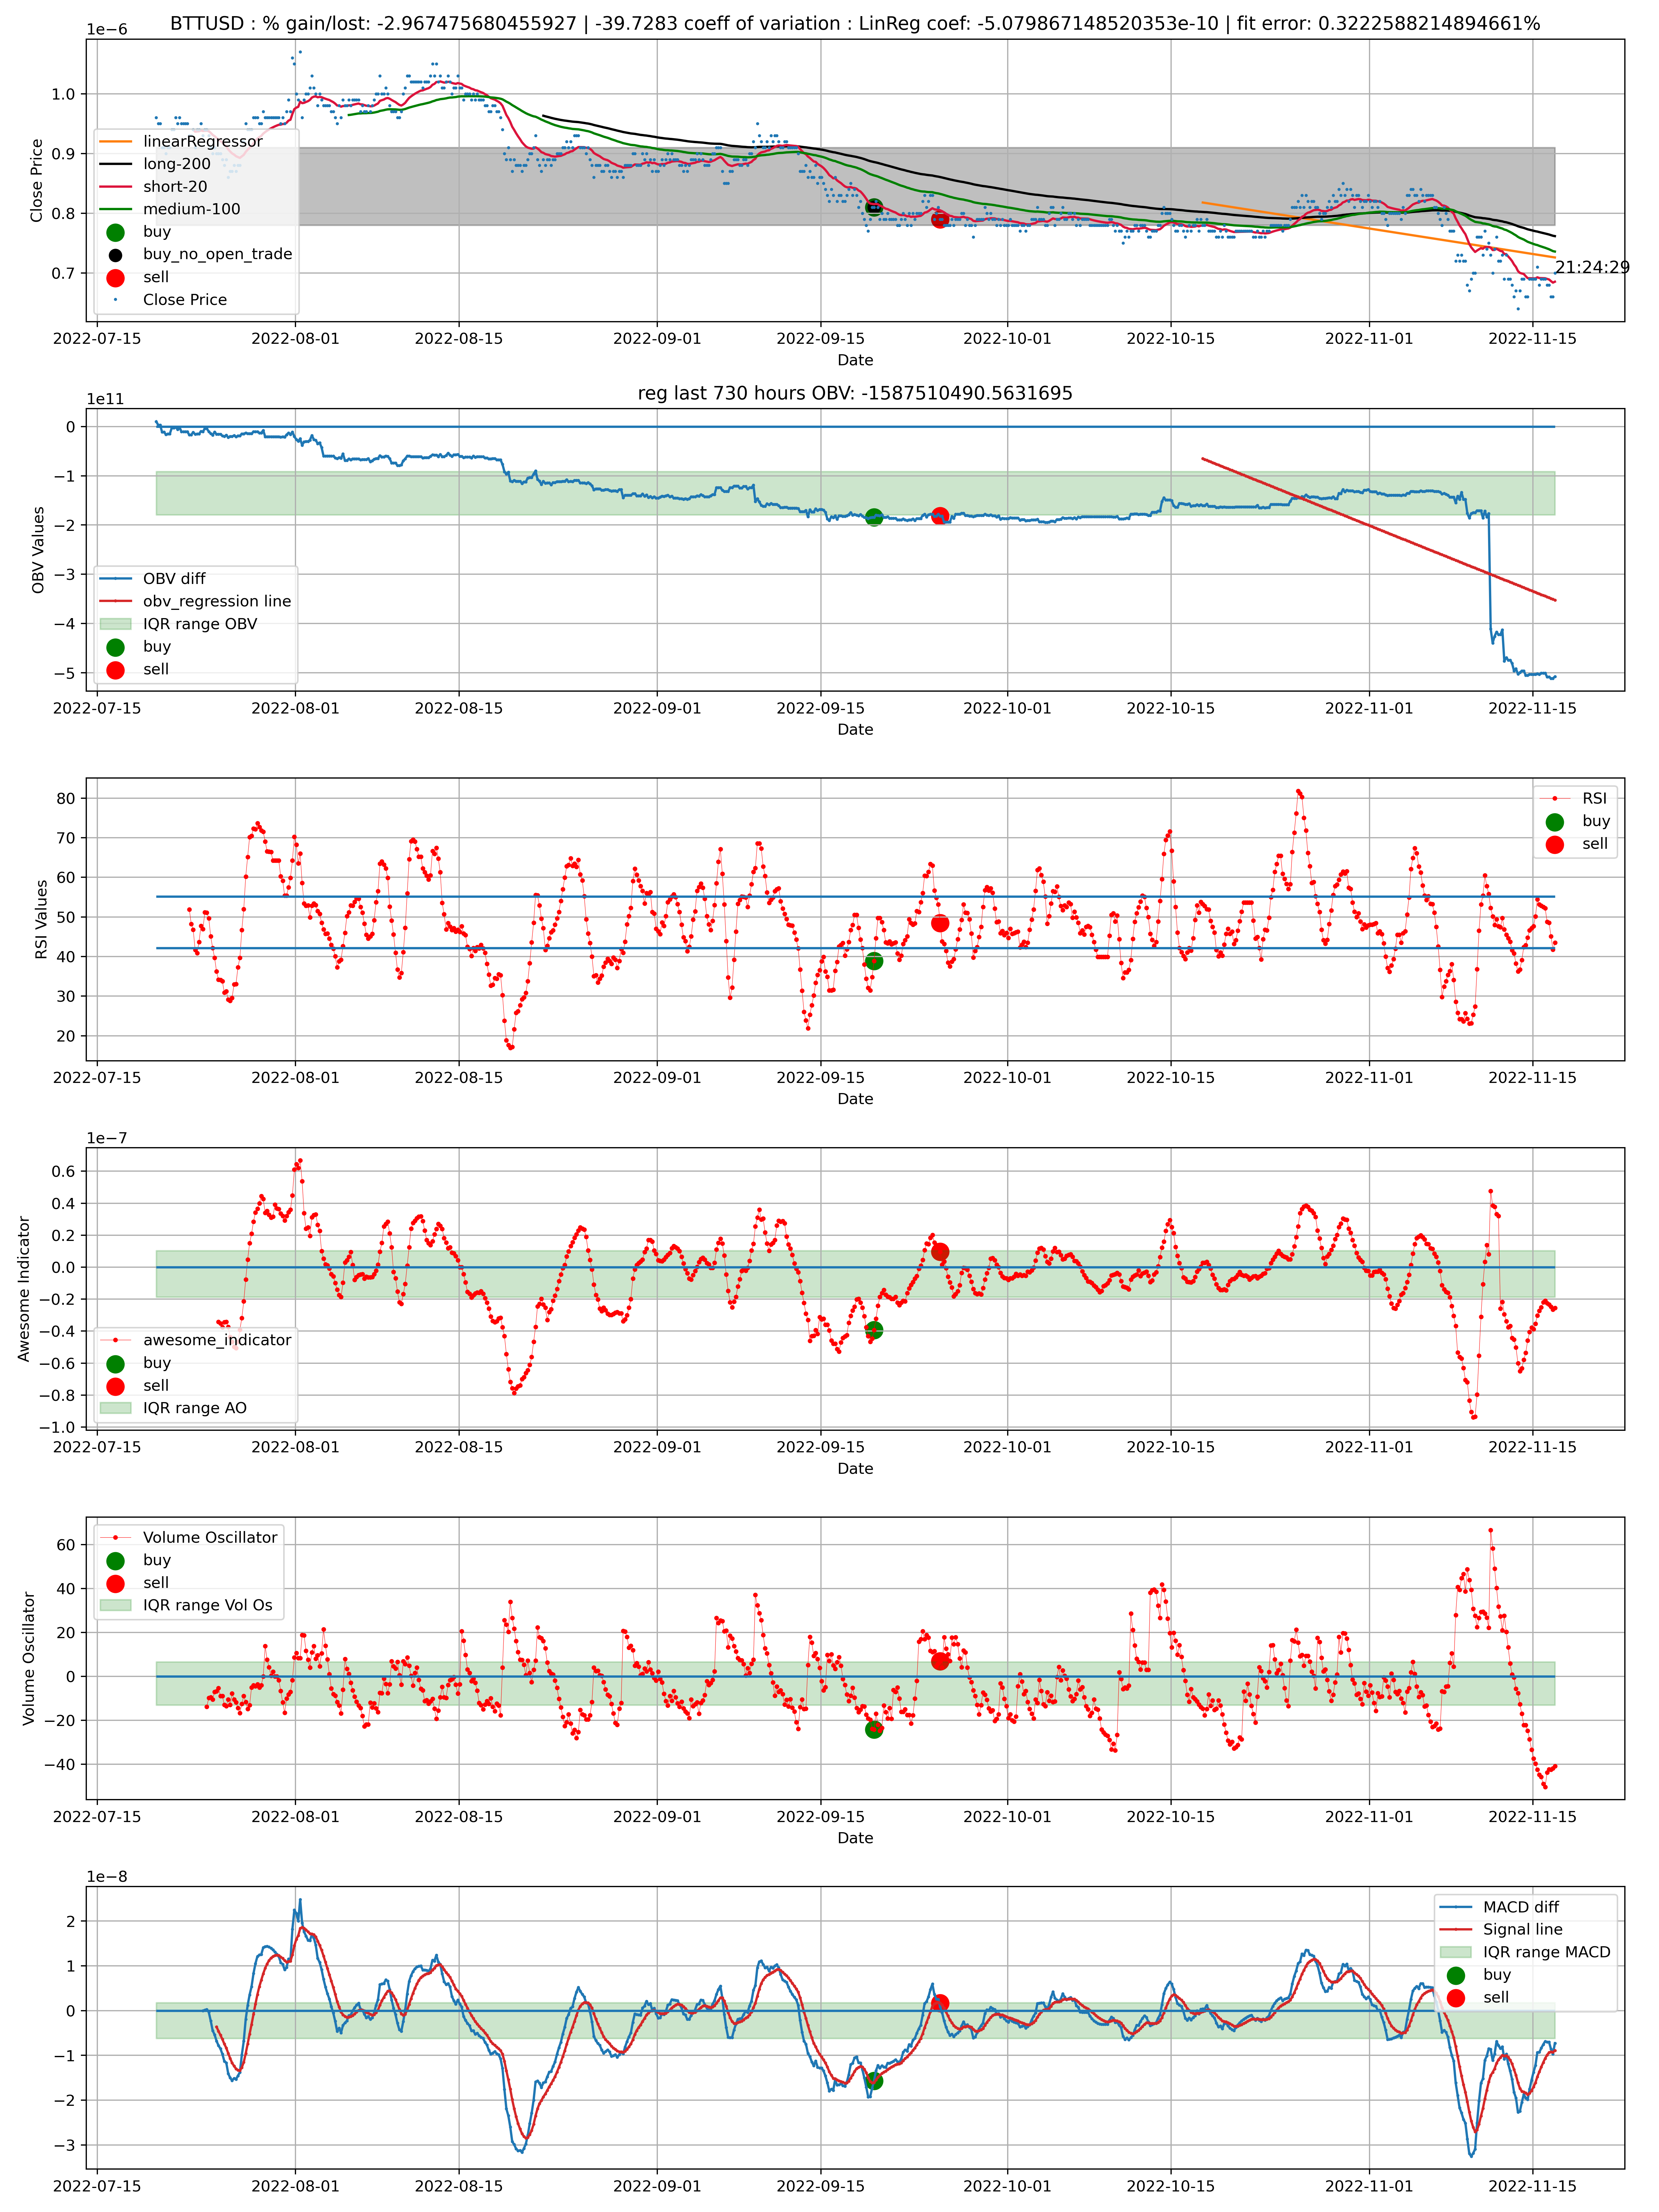 BTTUSD : % gain/lost: -2.967475680455927 | -39.7283 coeff of variation : LinReg coef: -5.079867148520353e-10 | fit error: 0.3222588214894661%
1e−6
Close Price
1.0
0.9
0.8
0.7
linearRegressor
long-200
short-20
medium-100
buy
buy_no_open_trade
sell
Close Price
21:24:29
2022-07-15 2022-08-01 2022-08-15 2022-09-01 2022-09-15 2022-10-01 2022-10-15 2022-11-01 2022-11-15
Date
reg last 730 hours OBV: -1587510490.5631695
1e11
OBV Values
0
−1
−2
−3
−4
−5
OBV diff
obv_regression line
IQR range OBV
buy
sell
2022-07-15 2022-08-01 2022-08-15 2022-09-01 2022-09-15 2022-10-01 2022-10-15 2022-11-01 2022-11-15
Date
RSI Values
80
70
60
50
40
30
20
RSI
buy
sell
2022-07-15 2022-08-01 2022-08-15 2022-09-01 2022-09-15 2022-10-01 2022-10-15 2022-11-01 2022-11-15
Date
1e−7
Awesome Indicator
0.6
0.4
0.2
0.0
−0.2
−0.4
−0.6
−0.8
−1.0
awesome_indicator
buy
sell
IQR range AO
2022-07-15 2022-08-01 2022-08-15 2022-09-01 2022-09-15 2022-10-01 2022-10-15 2022-11-01 2022-11-15
Date
Volume Oscillator
60
40
20
0
−20
−40
Volume Oscillator
buy
sell
IQR range Vol Os
2022-07-15 2022-08-01 2022-08-15 2022-09-01 2022-09-15 2022-10-01 2022-10-15 2022-11-01 2022-11-15
Date
1e−8
2
1
0
−1
−2
−3
MACD diff
Signal line
IQR range MACD
buy
sell
2022-07-15 2022-08-01 2022-08-15 2022-09-01 2022-09-15 2022-10-01 2022-10-15 2022-11-01 2022-11-15